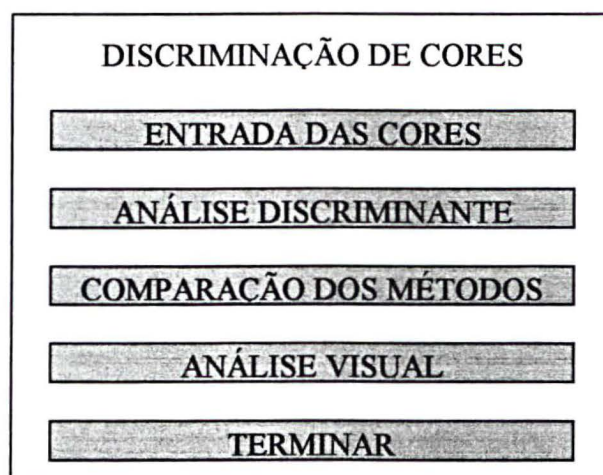 DISCRIMINAÇÃO DE CORES
ENTRADA DAS CORES
ANÁLISE DISCRIMINANTE
COMPARAÇÃO DOS MÉTODOS
ANÁLISE VISUAL
TERMINAR